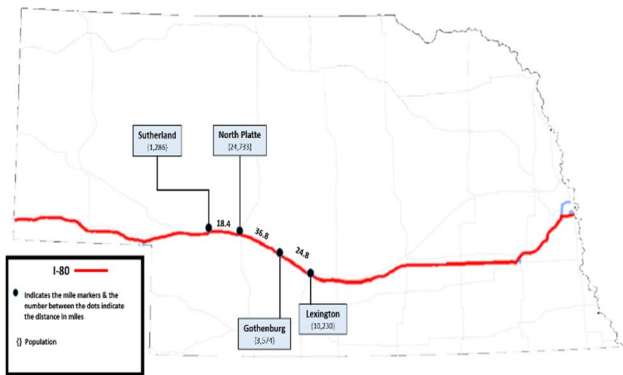 Sutherland
{1,286}
North Platte
{24,733}
18.4
36.8
24.8
I-80
Indicates the mile markers & the
number between the dots indicate
the distance in miles
{} Population
Gothenburg
{3,574}
Lexington
{10,230}